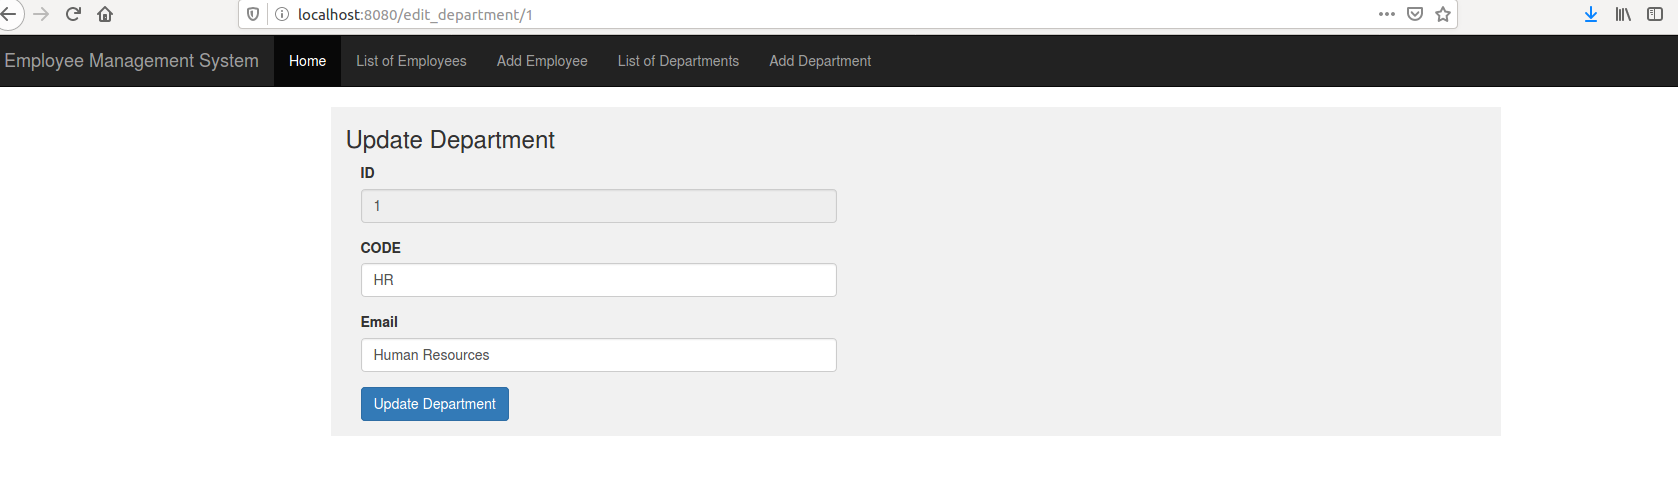 localhost:8080/edit_department/1
Employee Management System Home List of Employees Add Employee List of Departments Add Department
Update Department
ID
1
CODE
HR
Email
Human Resources
Update Department